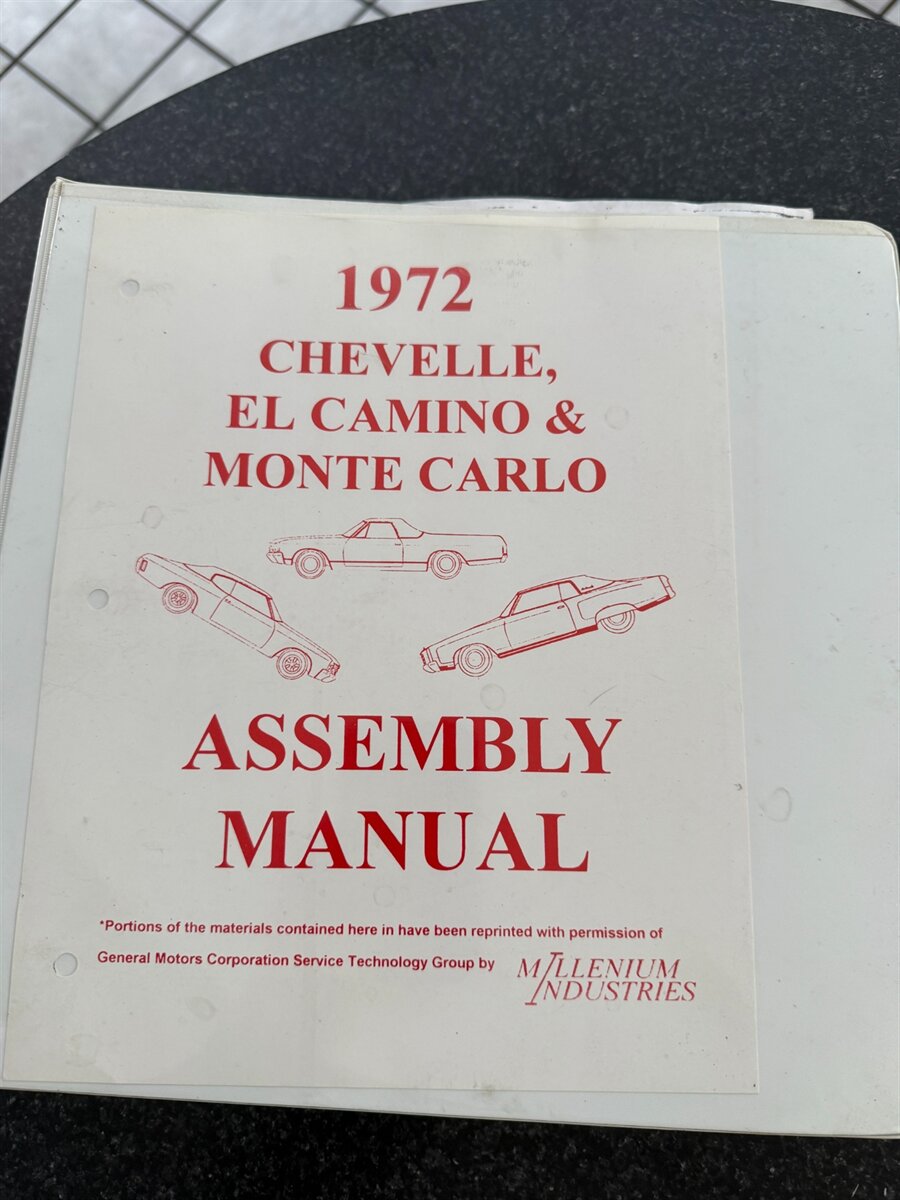 1972
CHEVELLE,
EL CAMINO &
MONTE CARLO
ASSEMBLY
MANUAL
*Portions of the materials contained here in have been reprinted with permission of
General Motors Corporation Service Technology Group by
MILLENIUM
INDUSTRIES